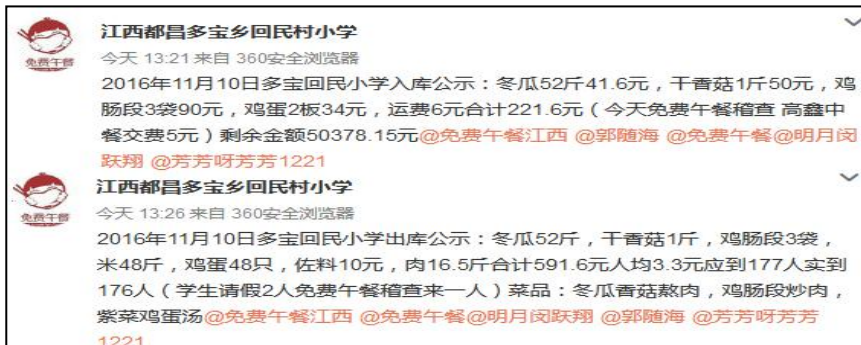 江西都昌多宝乡回民村小学
今天 13:21 来自 360安全浏览器
2016年11月10日多宝回民小学入库公示：冬瓜52斤41.6元，干香菇1斤50元，鸡
肠段3袋90元，鸡蛋2板34元，运费6元合计221.6元（今天免费午餐稽查 高鑫中
餐交费5元）剩余金额50378.15元@免费午餐江西 @郭随海 @免费午餐@明月闵
跃翔 @芳芳呀芳芳1221
免费午餐
江西都昌多宝乡回民村小学
今天 13:26 来自 360安全浏览器
2016年11月10日多宝回民小学出库公示：冬瓜52斤，干香菇1斤，鸡肠段3袋，
米48斤，鸡蛋48只，佐料10元，肉16.5斤合计591.6元人均3.3元应到177人实到
176人（学生请假2人免费午餐稽查来一人）菜品：冬瓜香菇熬肉，鸡肠段炒肉，
紫菜鸡蛋汤@免费午餐江西 @免费午餐@明月闵跃翔 @郭随海 @芳芳呀芳芳
1221
免费午餐